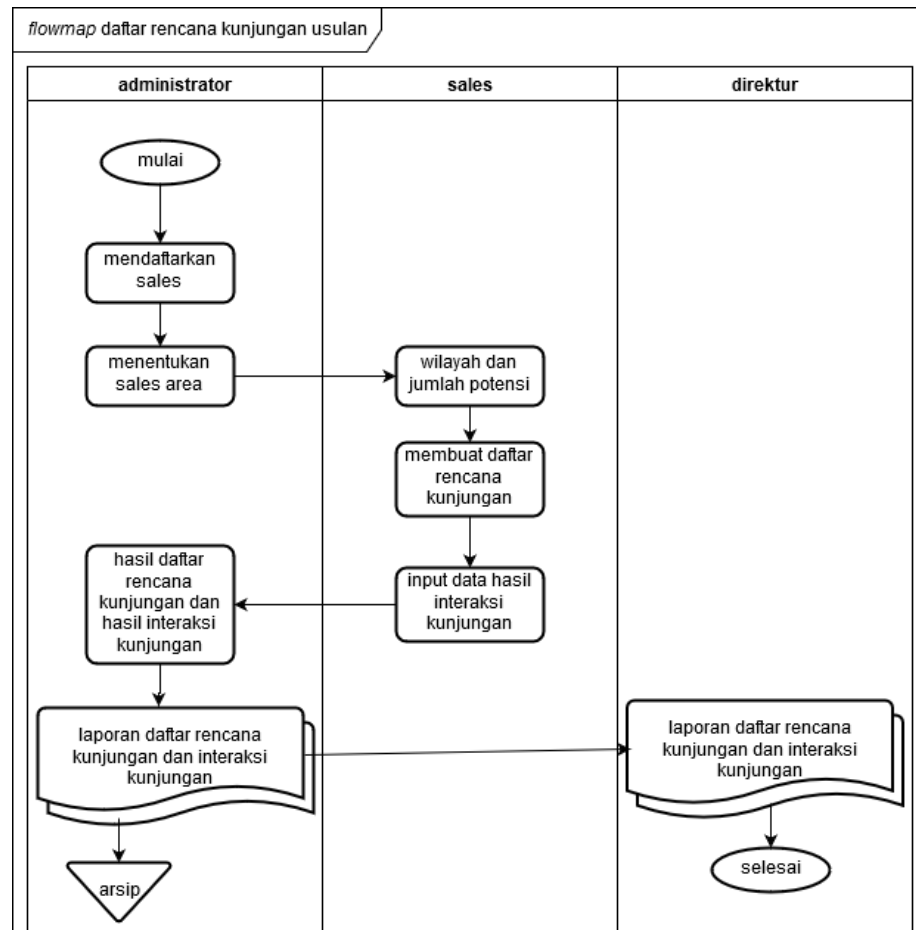 flowmap daftar rencana kunjungan usulan
administrator
sales
direktur
mulai
mendaftarkan
sales
menentukan
sales area
wilayah dan
jumlah potensi
membuat daftar
rencana
kunjungan
input data hasil
interaksi
kunjungan
hasil daftar
rencana
kunjungan dan
hasil interaksi
kunjungan
laporan daftar rencana
kunjungan dan interaksi
kunjungan
laporan daftar rencana
kunjungan dan interaksi
kunjungan
arsip
selesai